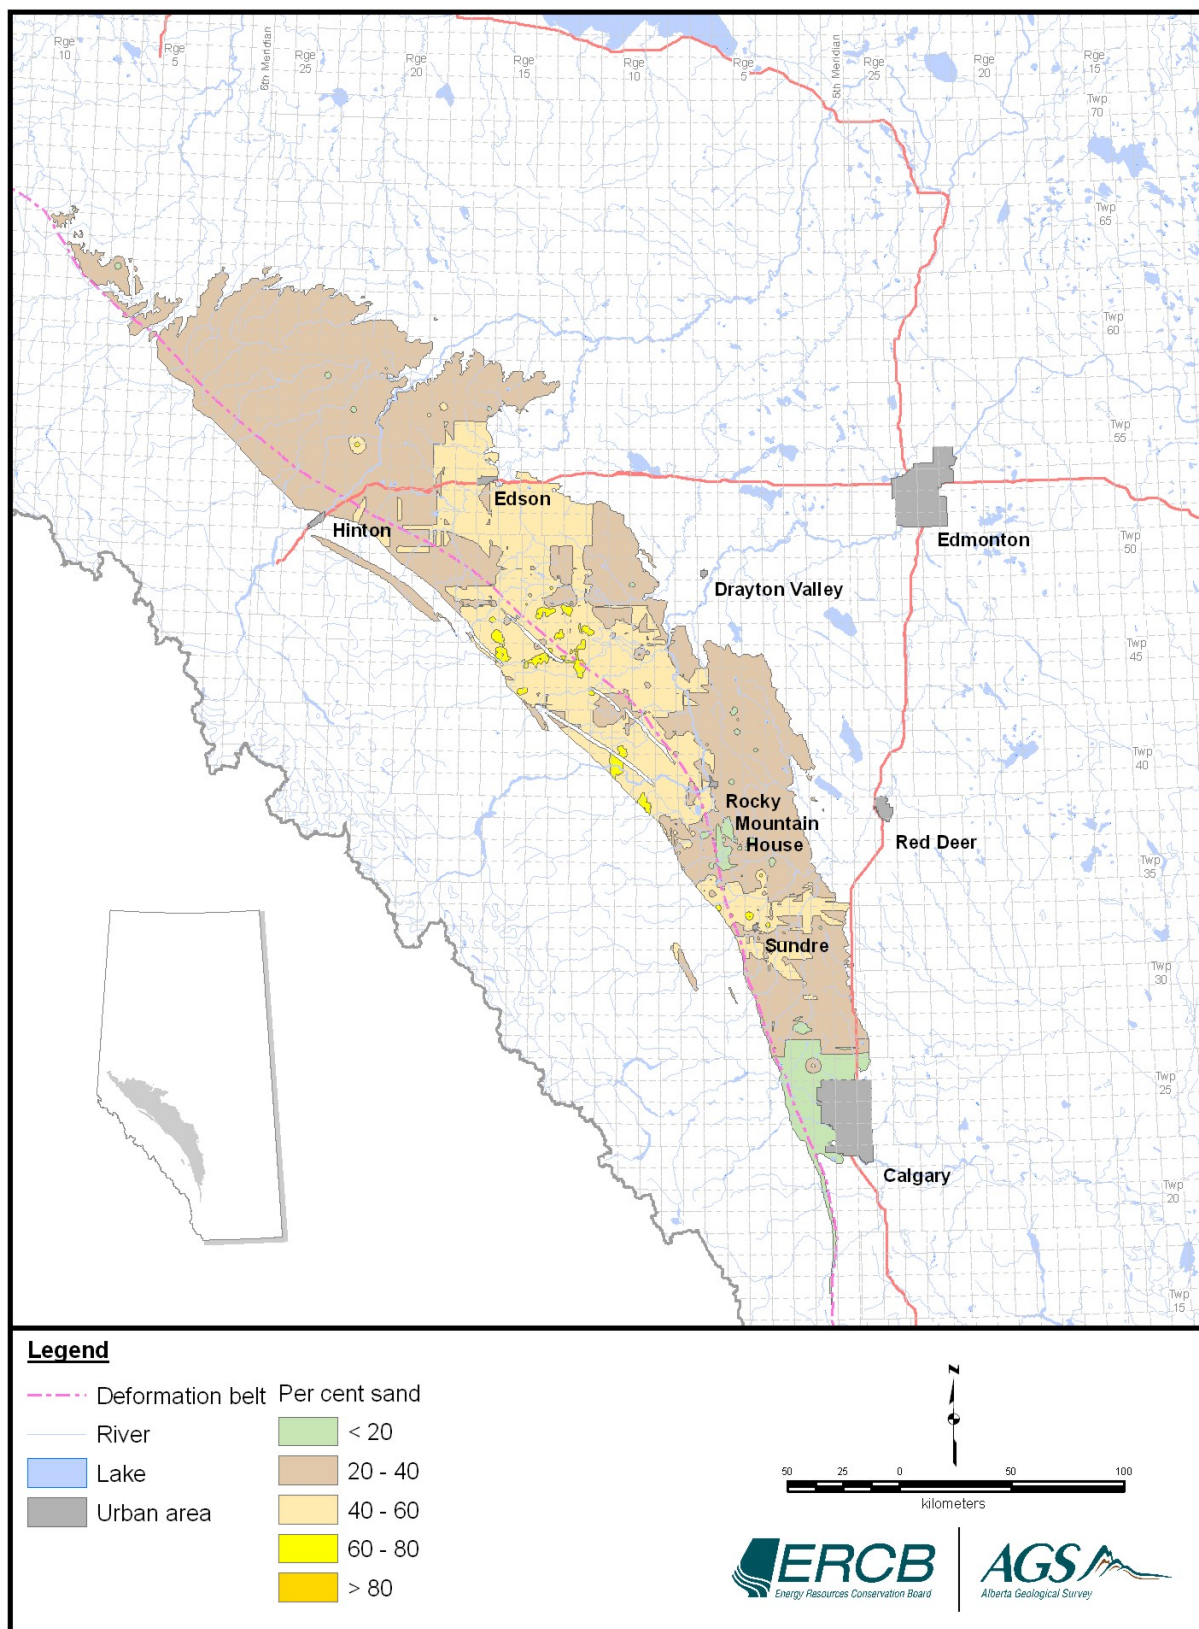 Rge
10
Rge
5
6th Meridian
Rge
25
Rge
20
Rge
15
Rge
10
Rge
5
5th Meridian
Rge
25
Rge
20
Rge
15
Twp
70
Twp
65
Twp
60
Twp
55
Twp
50
Twp
45
Twp
40
Twp
35
Twp
30
Twp
25
Twp
20
Twp
15
Edson
Hinton
Edmonton
Drayton Valley
Rocky
Mountain
House
Red Deer
Sundre
Calgary
Legend
Deformation belt
River
Lake
Urban area
Per cent sand
< 20
20 - 40
40 - 60
60 - 80
> 80
N
50 25 0 50 100
kilometers
ERCB
Energy Resources Conservation Board
AGS
Alberta Geological Survey